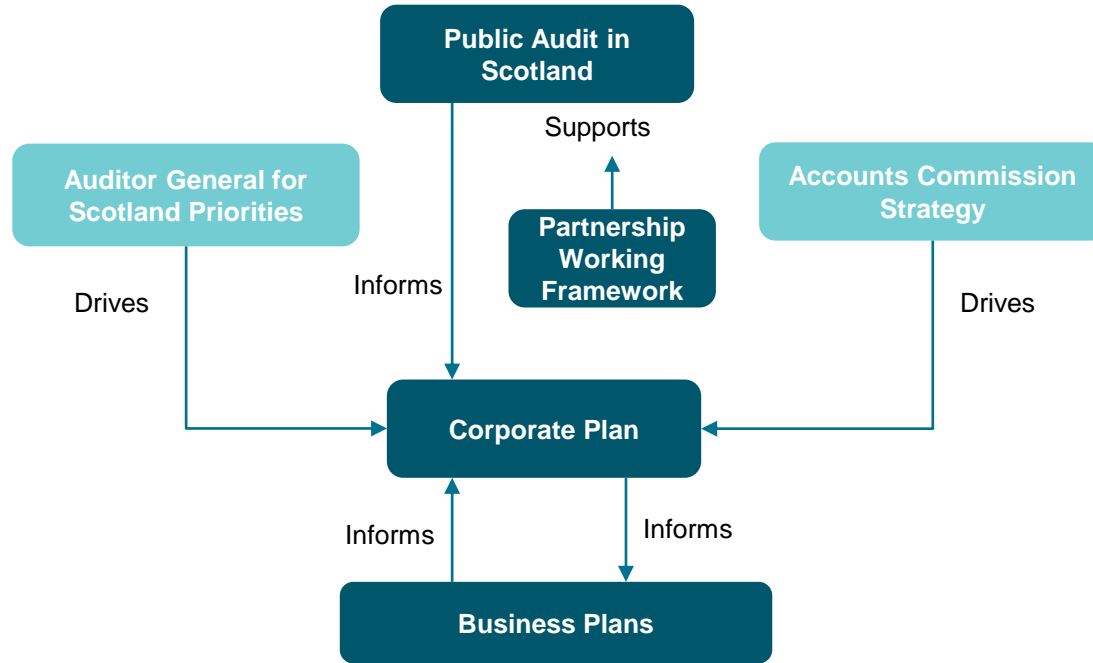 Public Audit in
Scotland
Supports
Auditor General for
Scotland Priorities
Accounts Commission
Strategy
Partnership
Working
Framework
Informs
Drives
Drives
Corporate Plan
Informs
Informs
Business Plans